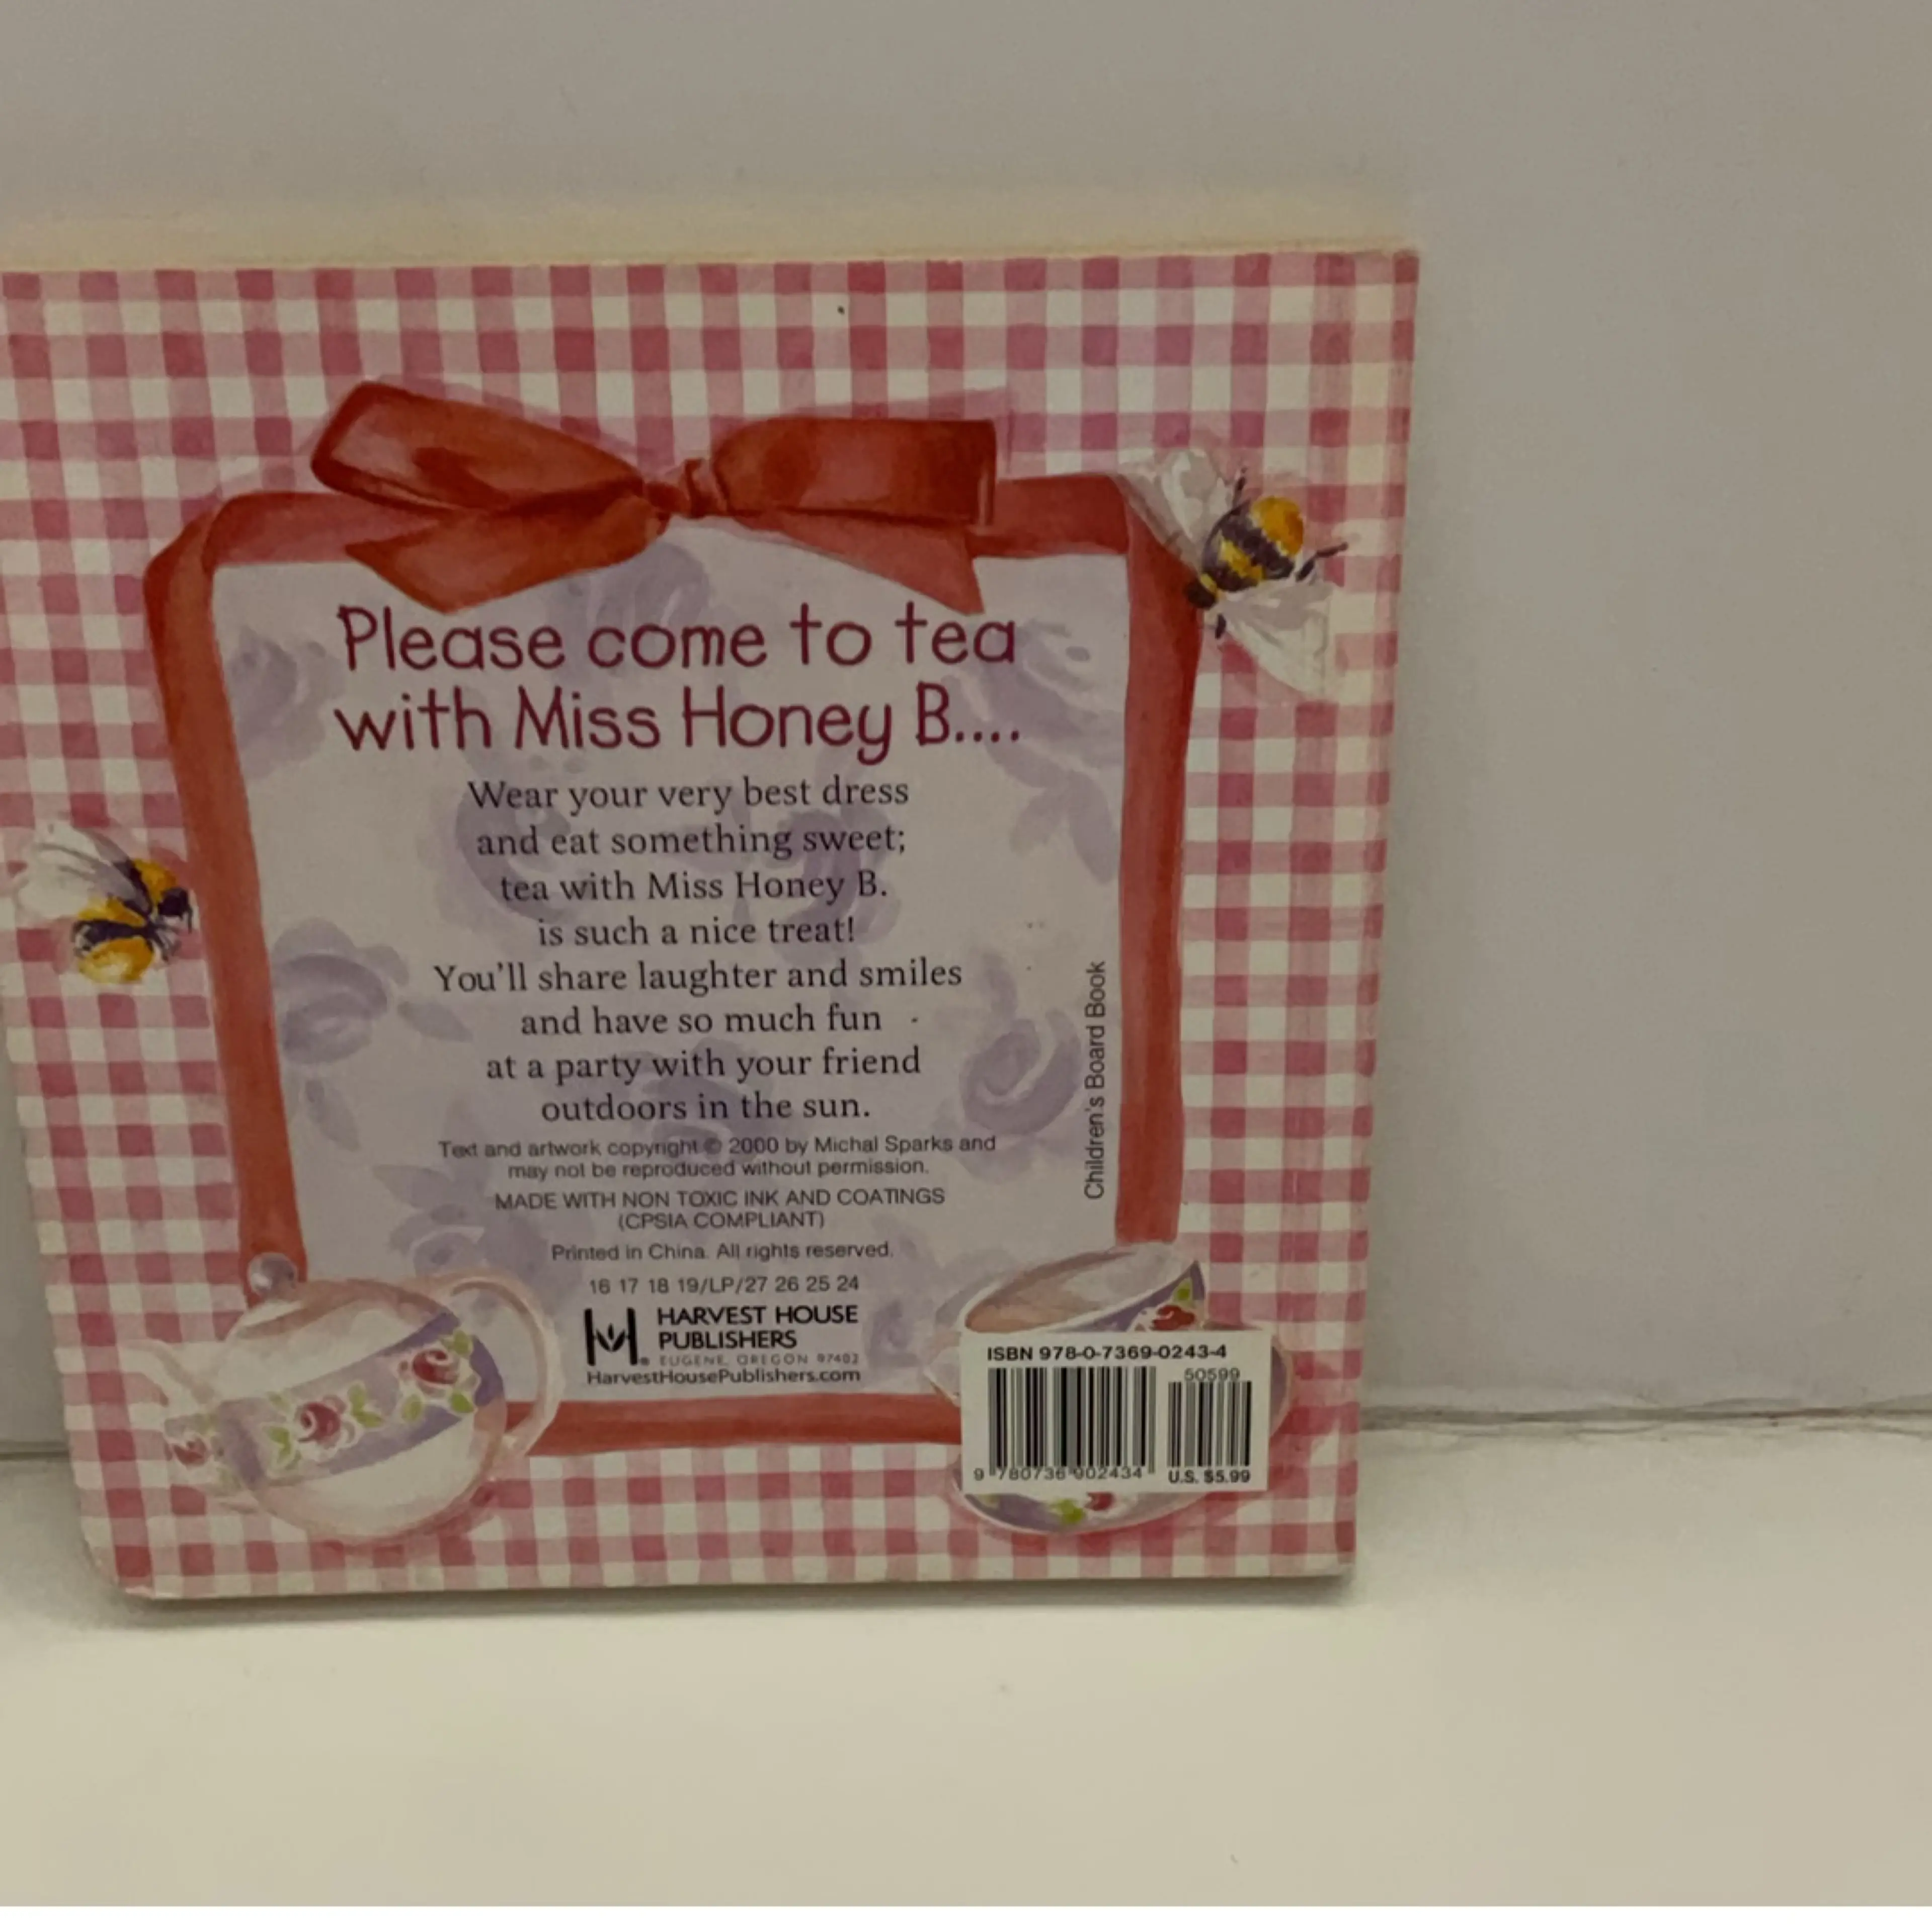 Please come to tea
with Miss Honey B....
Wear your very best dress
and eat something sweet;
tea with Miss Honey B.
is such a nice treat!
You'll share laughter and smiles
and have so much fun
at a party with your friend
outdoors in the sun.
Children's Board Book
Text and artwork copyright © 2000 by Michal Sparks and
may not be reproduced without permission.
MADE WITH NON TOXIC INK AND COATINGS
(CPSIA COMPLIANT)
Printed in China. All rights reserved.
16 17 18 19/LP/27 26 25 24
HARVEST HOUSE
PUBLISHERS
EUGENE, OREGON 97402
HarvestHousePublishers.com
ISBN 978-0-7369-0243-4
50599
9 780736 902434
U.S. $5.99